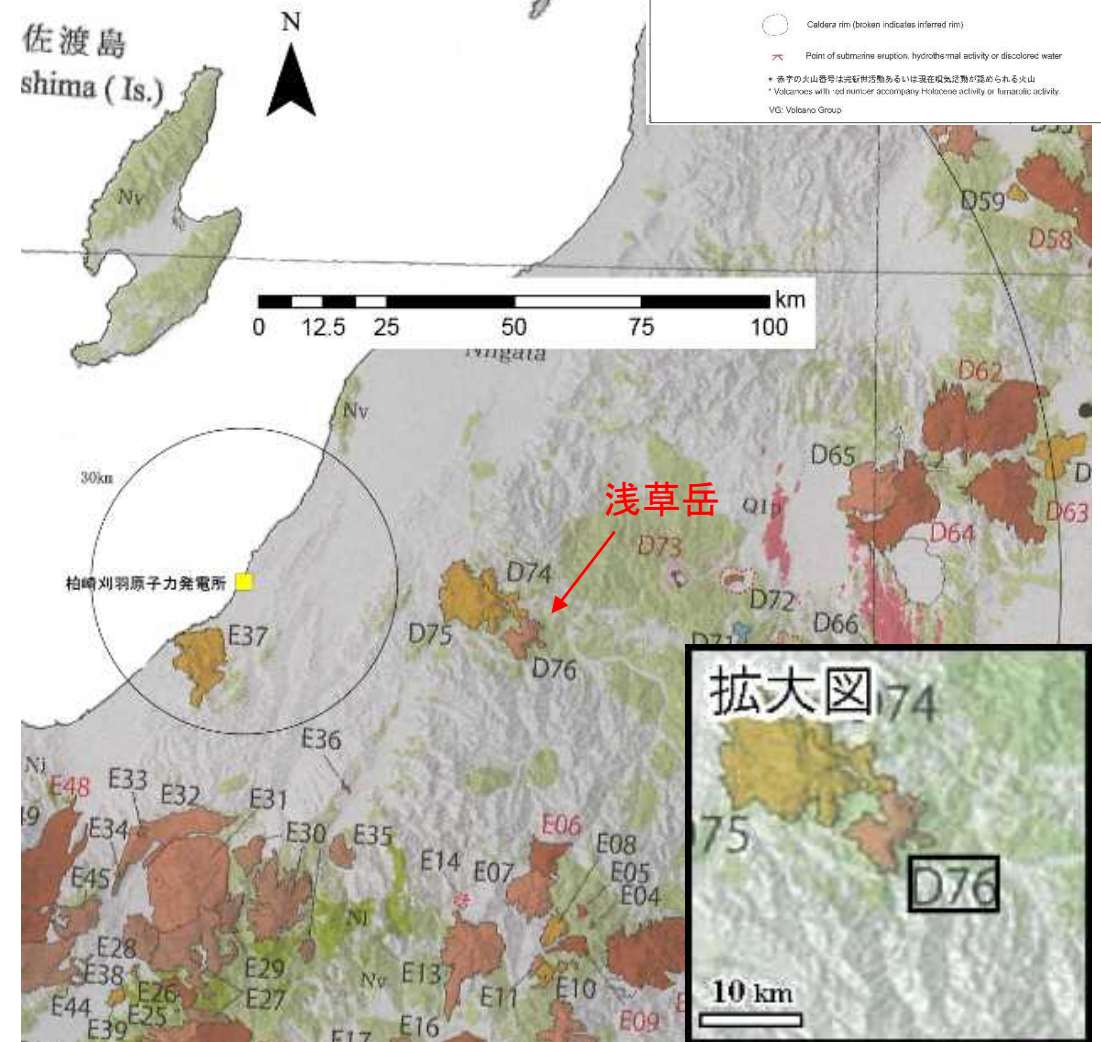 佐渡島
shima ( Is.)
N
Caldera rim (broken indicates inferred rim)
Point of submarine eruption, hydrothermal activity or discolored water
* 赤字の火山番号は完新世活動あるいは現在噴気活動が認められる火山
* Volcanoes with red number accompany Holocene activity or fumarolic activity.
VG: Volcano Group
Nv
D59
D58
km
0 12.5 25 50 75 100
Niigata
Nv
30km
D62
D65
D63
D64
Q1p
浅草岳
D73
D72
D74
D75
D76
D71
D66
柏崎刈羽原子力発電所
E37
E36
Nj
E48
E33
E32
E31
E34
E30
E35
E45
E14
E07
E06
E08
E05
E04
Nj
E28
E38
E29
E27
E26
E25
E44
E39
Nv
E13
E11
E10
E09
E16
E17
拡大図
D76
10 km